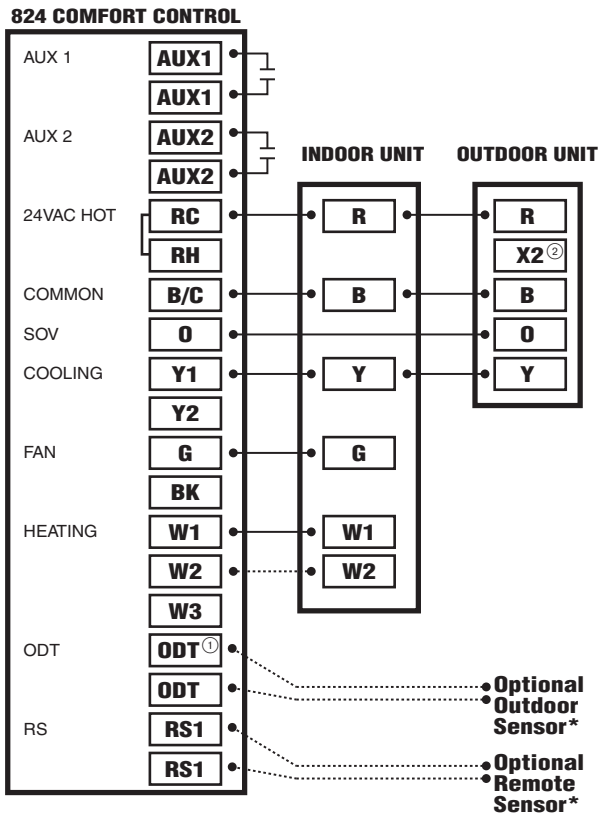 824 COMFORT CONTROL
AUX 1 AUX1
AUX1
AUX 2 AUX2
AUX2
INDOOR UNIT OUTDOOR UNIT
24VAC HOT RC R R
RH X2②
COMMON B/C B B
SOV O O
COOLING Y1 Y Y
Y2
FAN G G
BK
HEATING W1 W1
W2 W2
W3
ODT ODT①
ODT
Optional
Outdoor
Sensor*
RS RS1
RS1
Optional
Remote
Sensor*